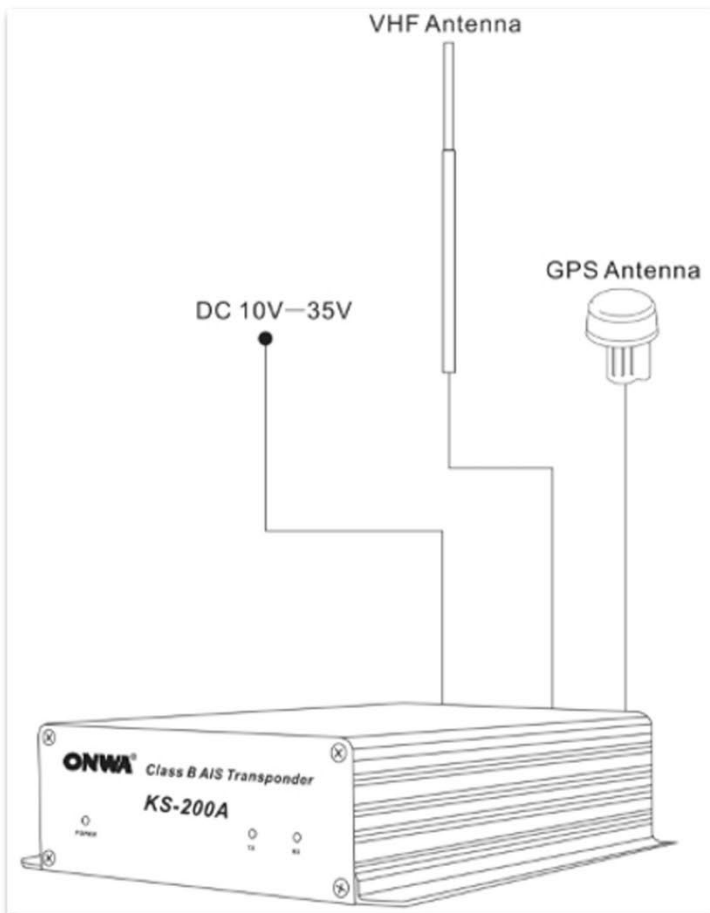 VHF Antenna
GPS Antenna
DC 10V—35V
ONWA® Class B AIS Transponder
KS-200A
POWER
TX
RX